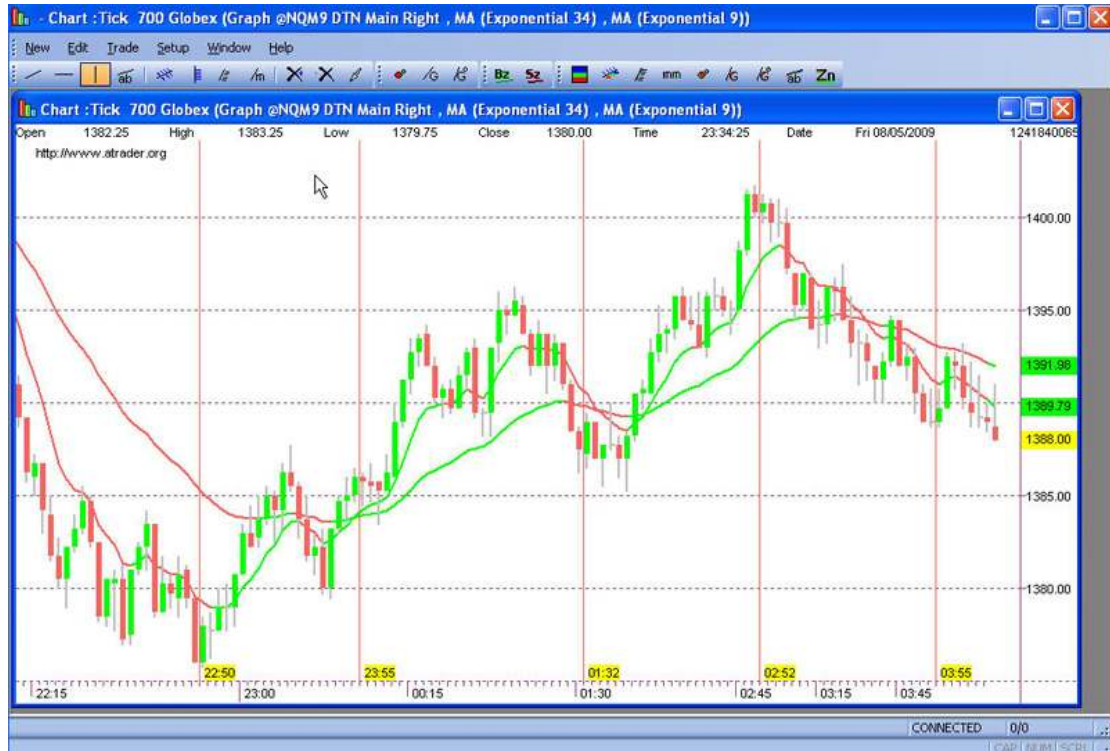 - Chart :Tick 700 Globex (Graph @NQM9 DTN Main Right , MA (Exponential 34) , MA (Exponential 9))
New Edit Trade Setup Window Help
ab /m /G Bz Sz mm ab Zn
Chart :Tick 700 Globex (Graph @NQM9 DTN Main Right , MA (Exponential 34) , MA (Exponential 9))
Open 1382.25 High 1383.25 Low 1379.75 Close 1380.00 Time 23:34:25 Date Fri 08/05/2009 1241840065
http://www.atrader.org
1400.00
1395.00
1391.98
1389.79
1388.00
1385.00
1380.00
22:50 23:55 01:32 02:52 03:55
22:15 23:00 00:15 01:30 02:45 03:15 03:45
CONNECTED 0/0
CAP NUM SCRL